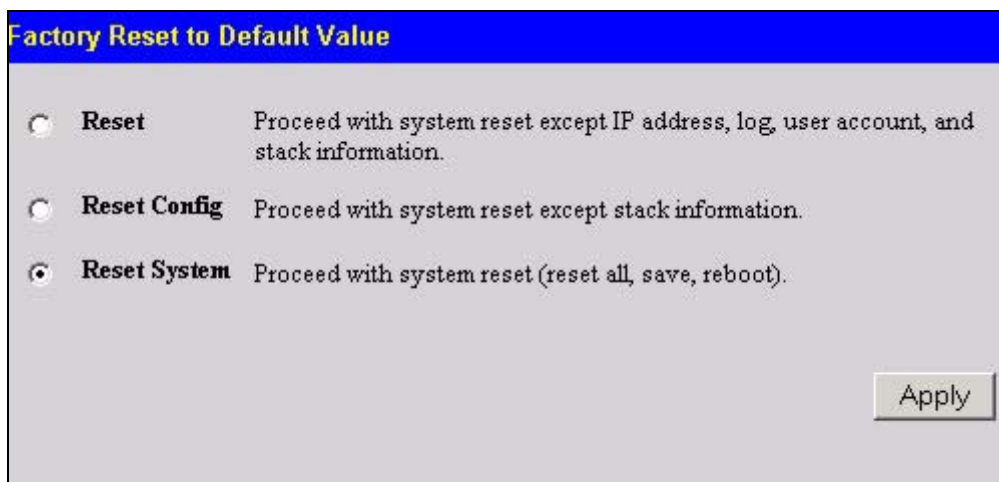 Factory Reset to Default Value
Reset Proceed with system reset except IP address, log, user account, and
stack information.
Reset Config Proceed with system reset except stack information.
Reset System Proceed with system reset (reset all, save, reboot).
Apply